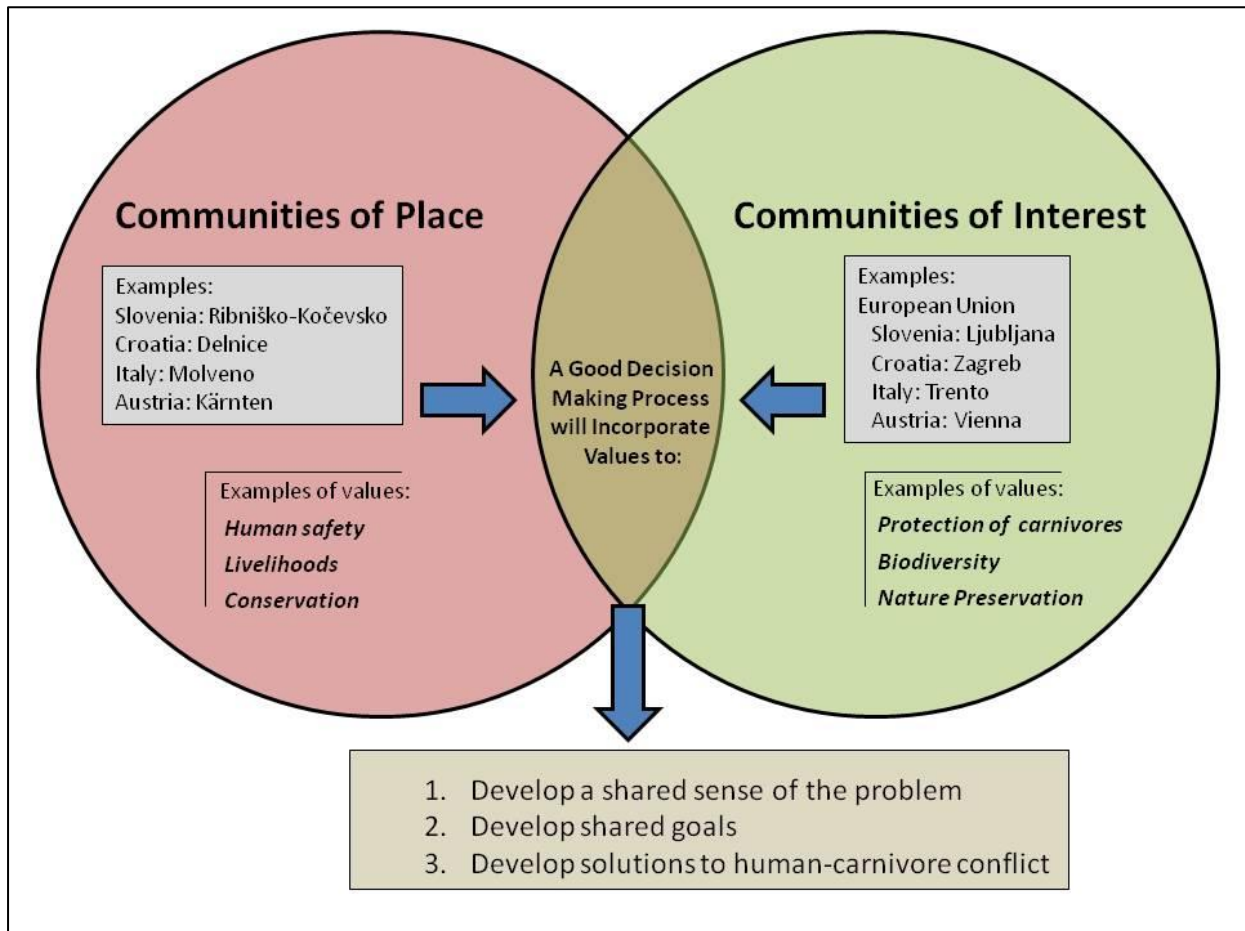 Communities of Place
Examples:
Slovenia: Ribniško-Kočevsko
Croatia: Delnice
Italy: Molveno
Austria: Kärnten
Examples of values:
Human safety
Livelihoods
Conservation
A Good Decision
Making Process
will Incorporate
Values to:
Communities of Interest
Examples:
European Union
Slovenia: Ljubljana
Croatia: Zagreb
Italy: Trento
Austria: Vienna
Examples of values:
Protection of carnivores
Biodiversity
Nature Preservation
1. Develop a shared sense of the problem
2. Develop shared goals
3. Develop solutions to human-carnivore conflict